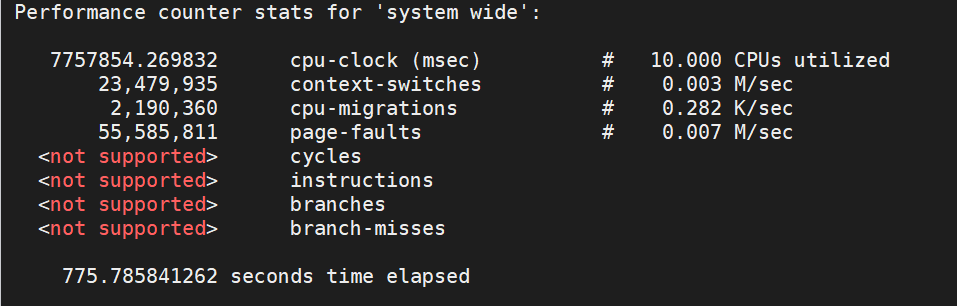 Performance counter stats for 'system wide':
7757854.269832 cpu-clock (msec) # 10.000 CPUs utilized
23,479,935 context-switches # 0.003 M/sec
2,190,360 cpu-migrations # 0.282 K/sec
55,585,811 page-faults # 0.007 M/sec
<not supported> cycles
<not supported> instructions
<not supported> branches
<not supported> branch-misses
775.785841262 seconds time elapsed